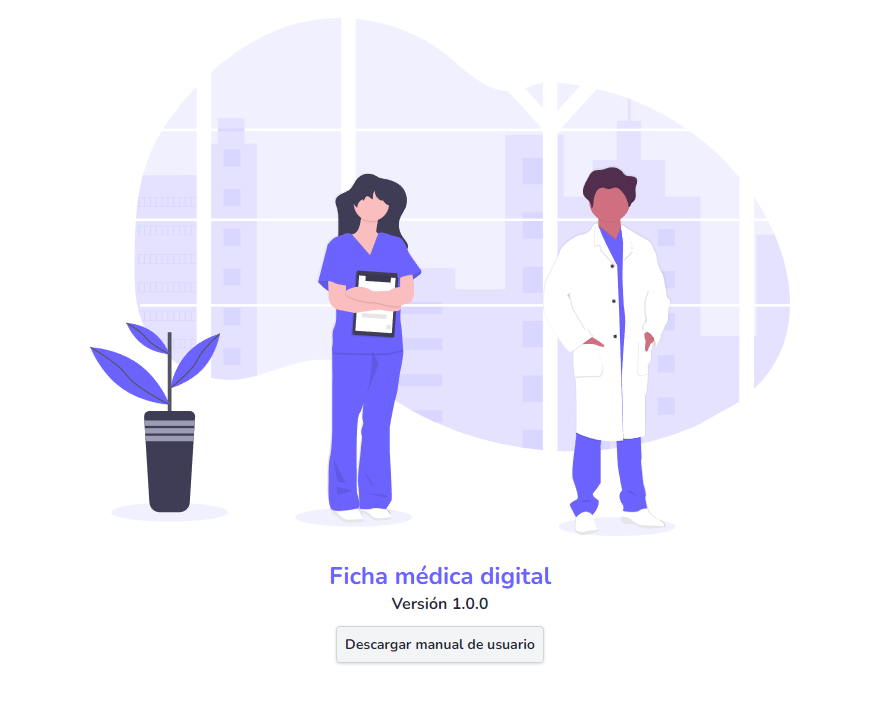 Ficha médica digital
Versión 1.0.0
Descargar manual de usuario